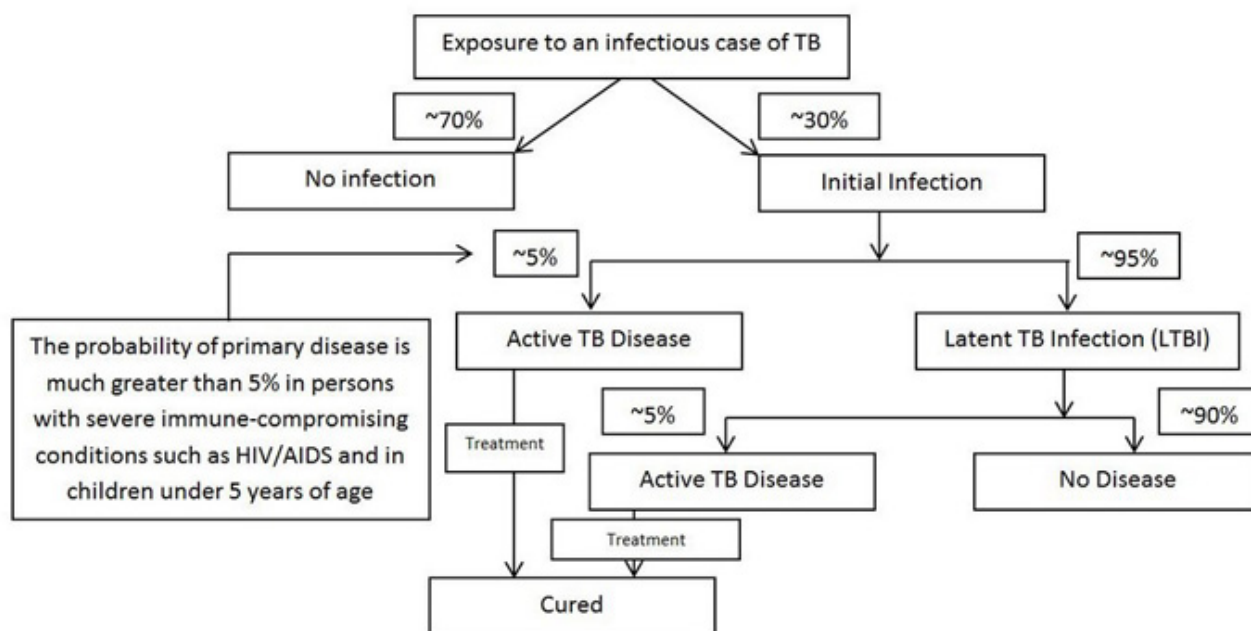 Exposure to an infectious case of TB
~70%
~30%
No infection
Initial Infection
~5%
~95%
The probability of primary disease is
much greater than 5% in persons
with severe immune-compromising
conditions such as HIV/AIDS and in
children under 5 years of age
Active TB Disease
Latent TB Infection (LTBI)
~5%
~90%
Treatment
Active TB Disease
No Disease
Treatment
Cured